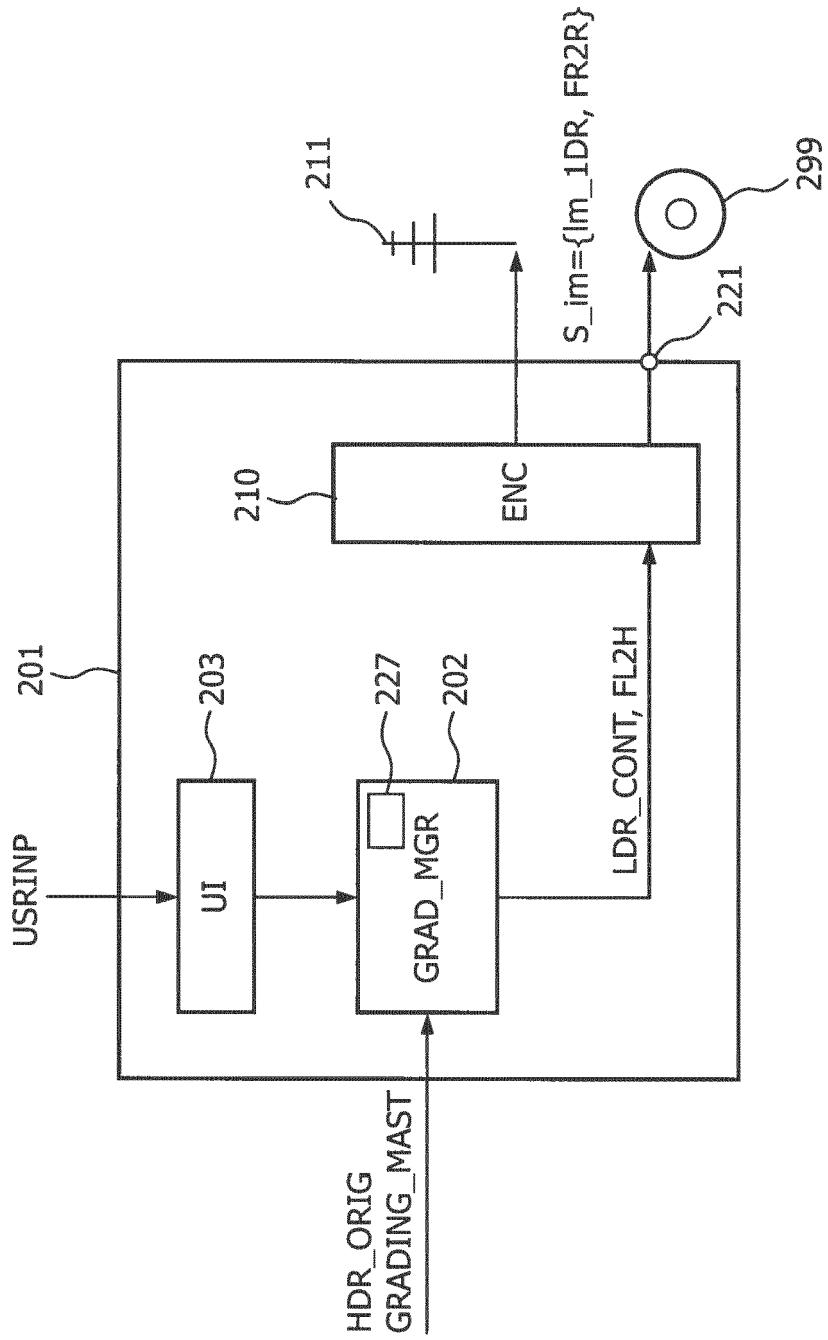 USRINP
201
UI
203
210
211
HDR_ORIG
GRADING_MAST
227
GRAD_MGR
202
ENC
S_im={Im_1DR, FR2R}
LDR_CONT, FL2H
221
299